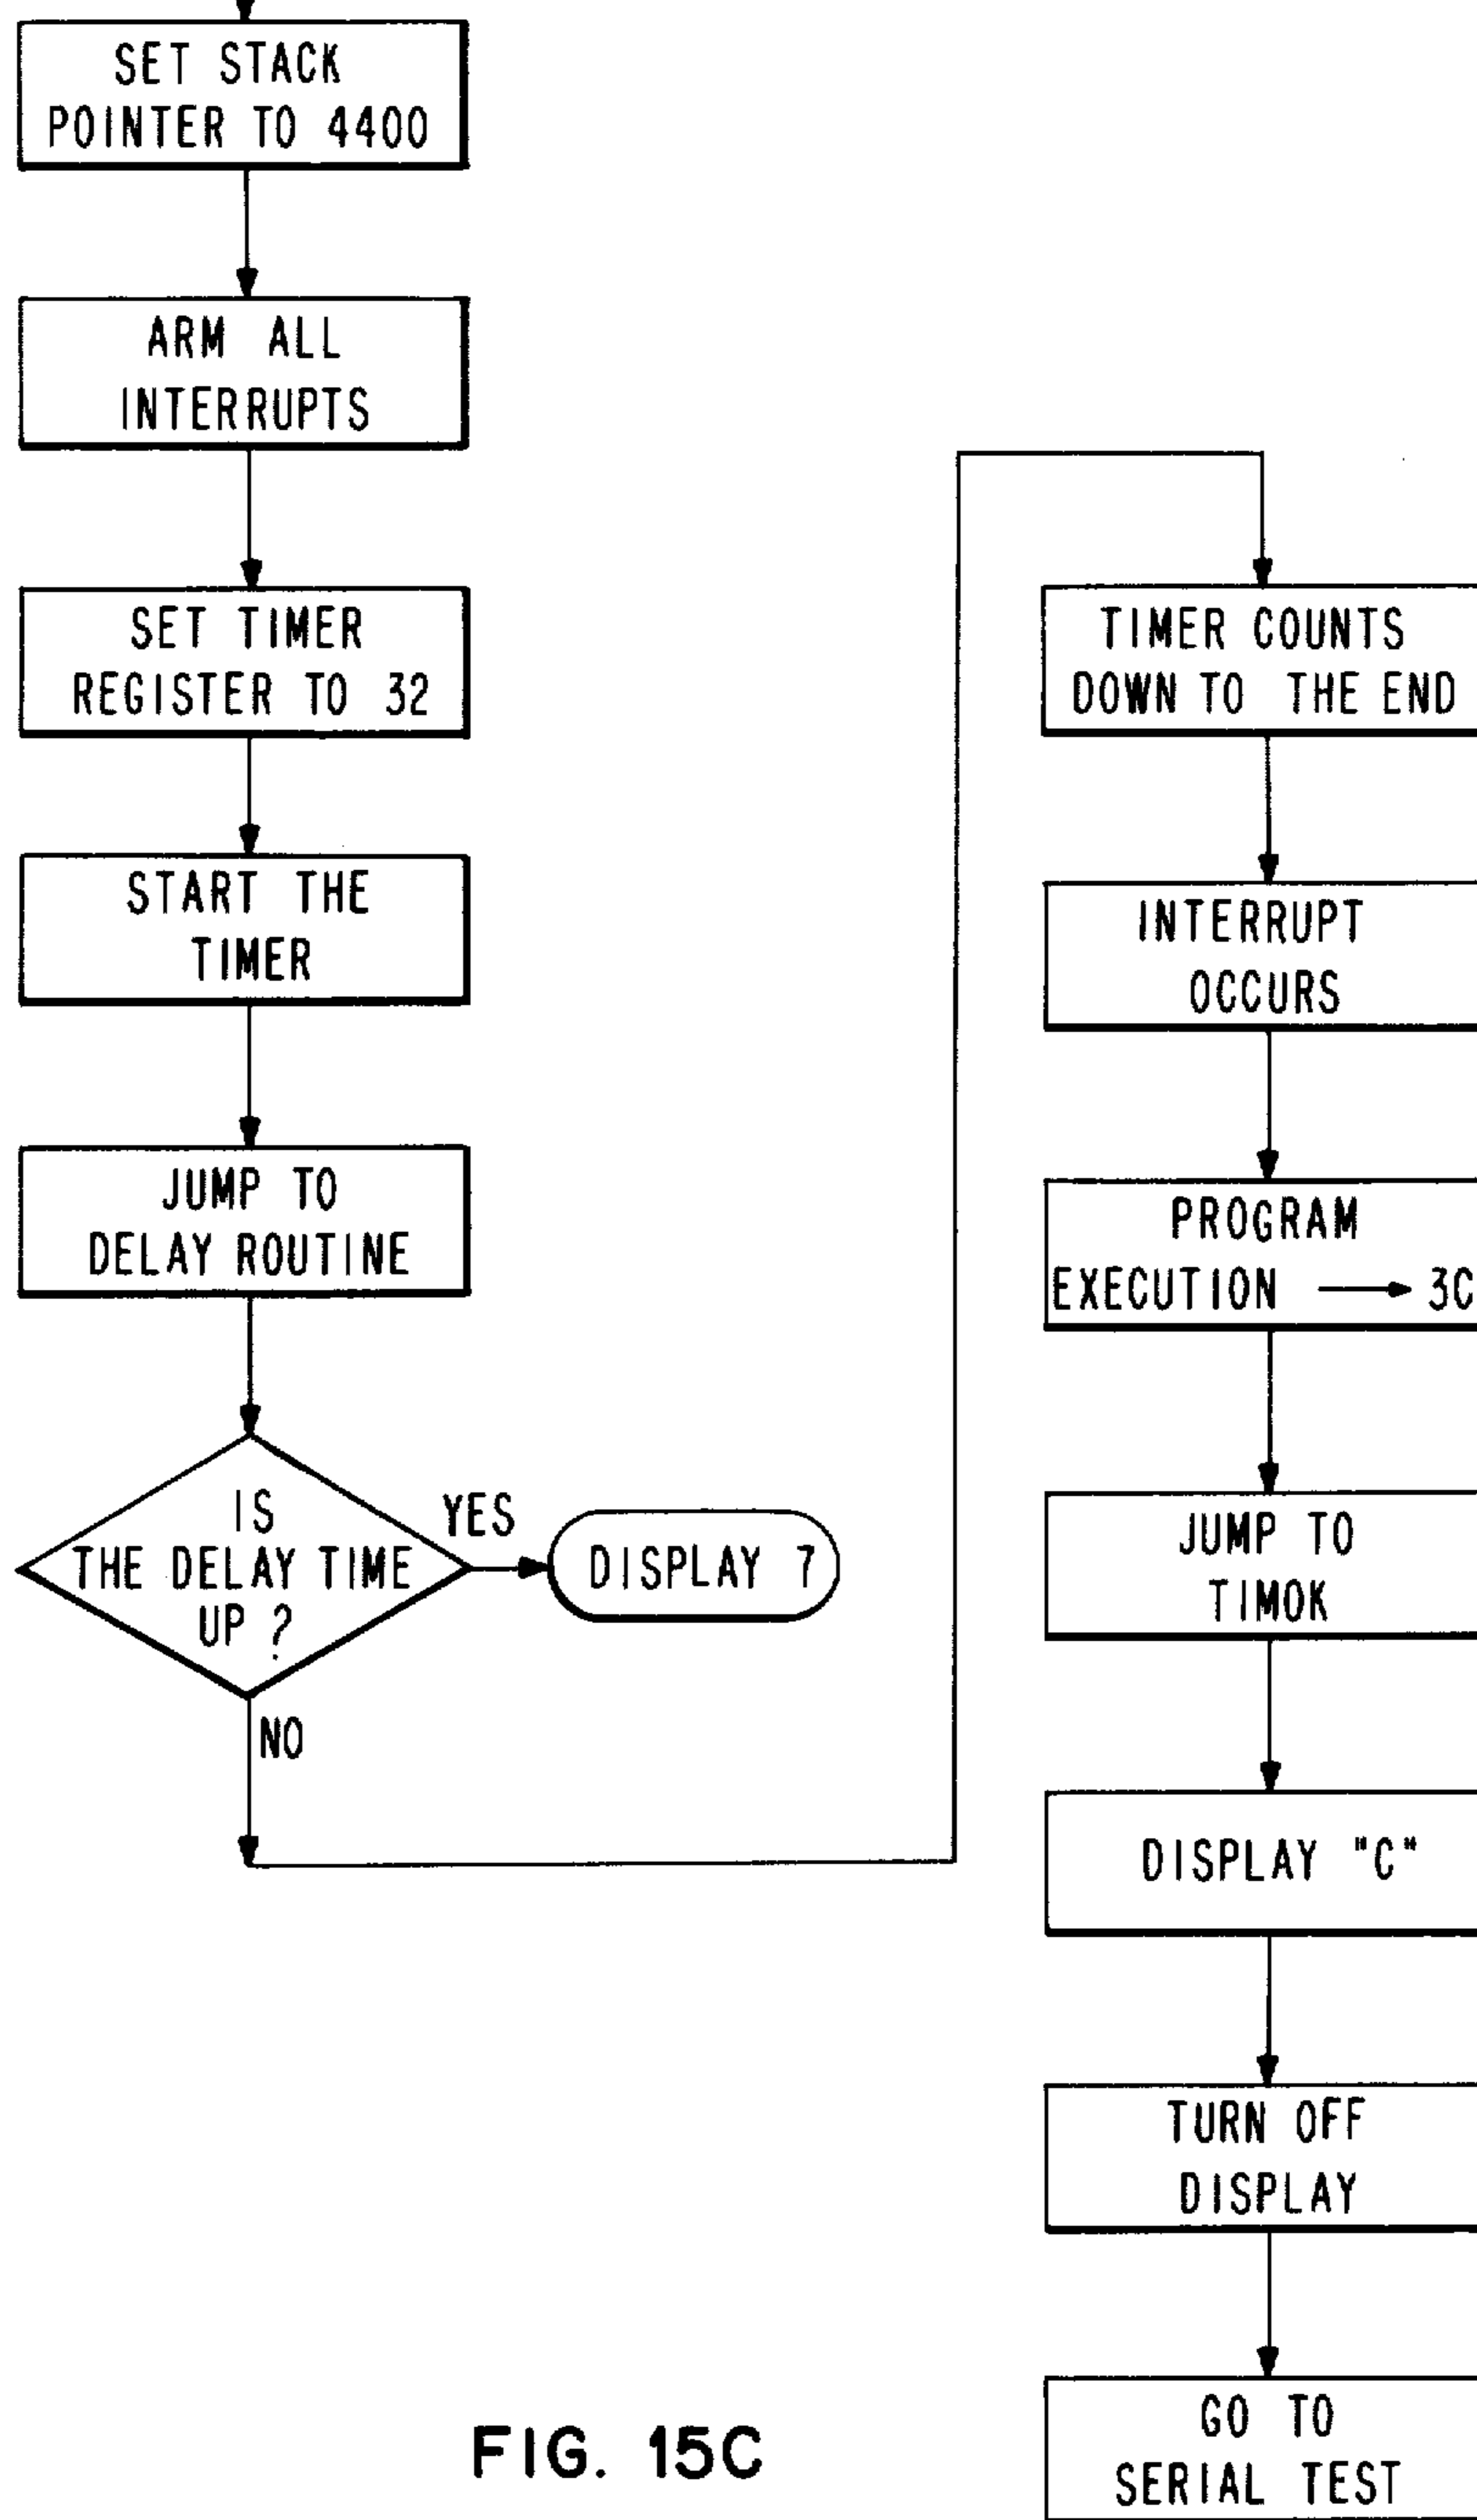 SET STACK
POINTER TO 4400
ARM ALL
INTERRUPTS
SET TIMER
REGISTER TO 32
START THE
TIMER
JUMP TO
DELAY ROUTINE
IS
THE DELAY TIME
UP ?
YES
DISPLAY 7
NO
TIMER COUNTS
DOWN TO THE END
INTERRUPT
OCCURS
PROGRAM
EXECUTION → 3C
JUMP TO
TIMOK
DISPLAY "C"
TURN OFF
DISPLAY
GO TO
SERIAL TEST
FIG. 15C